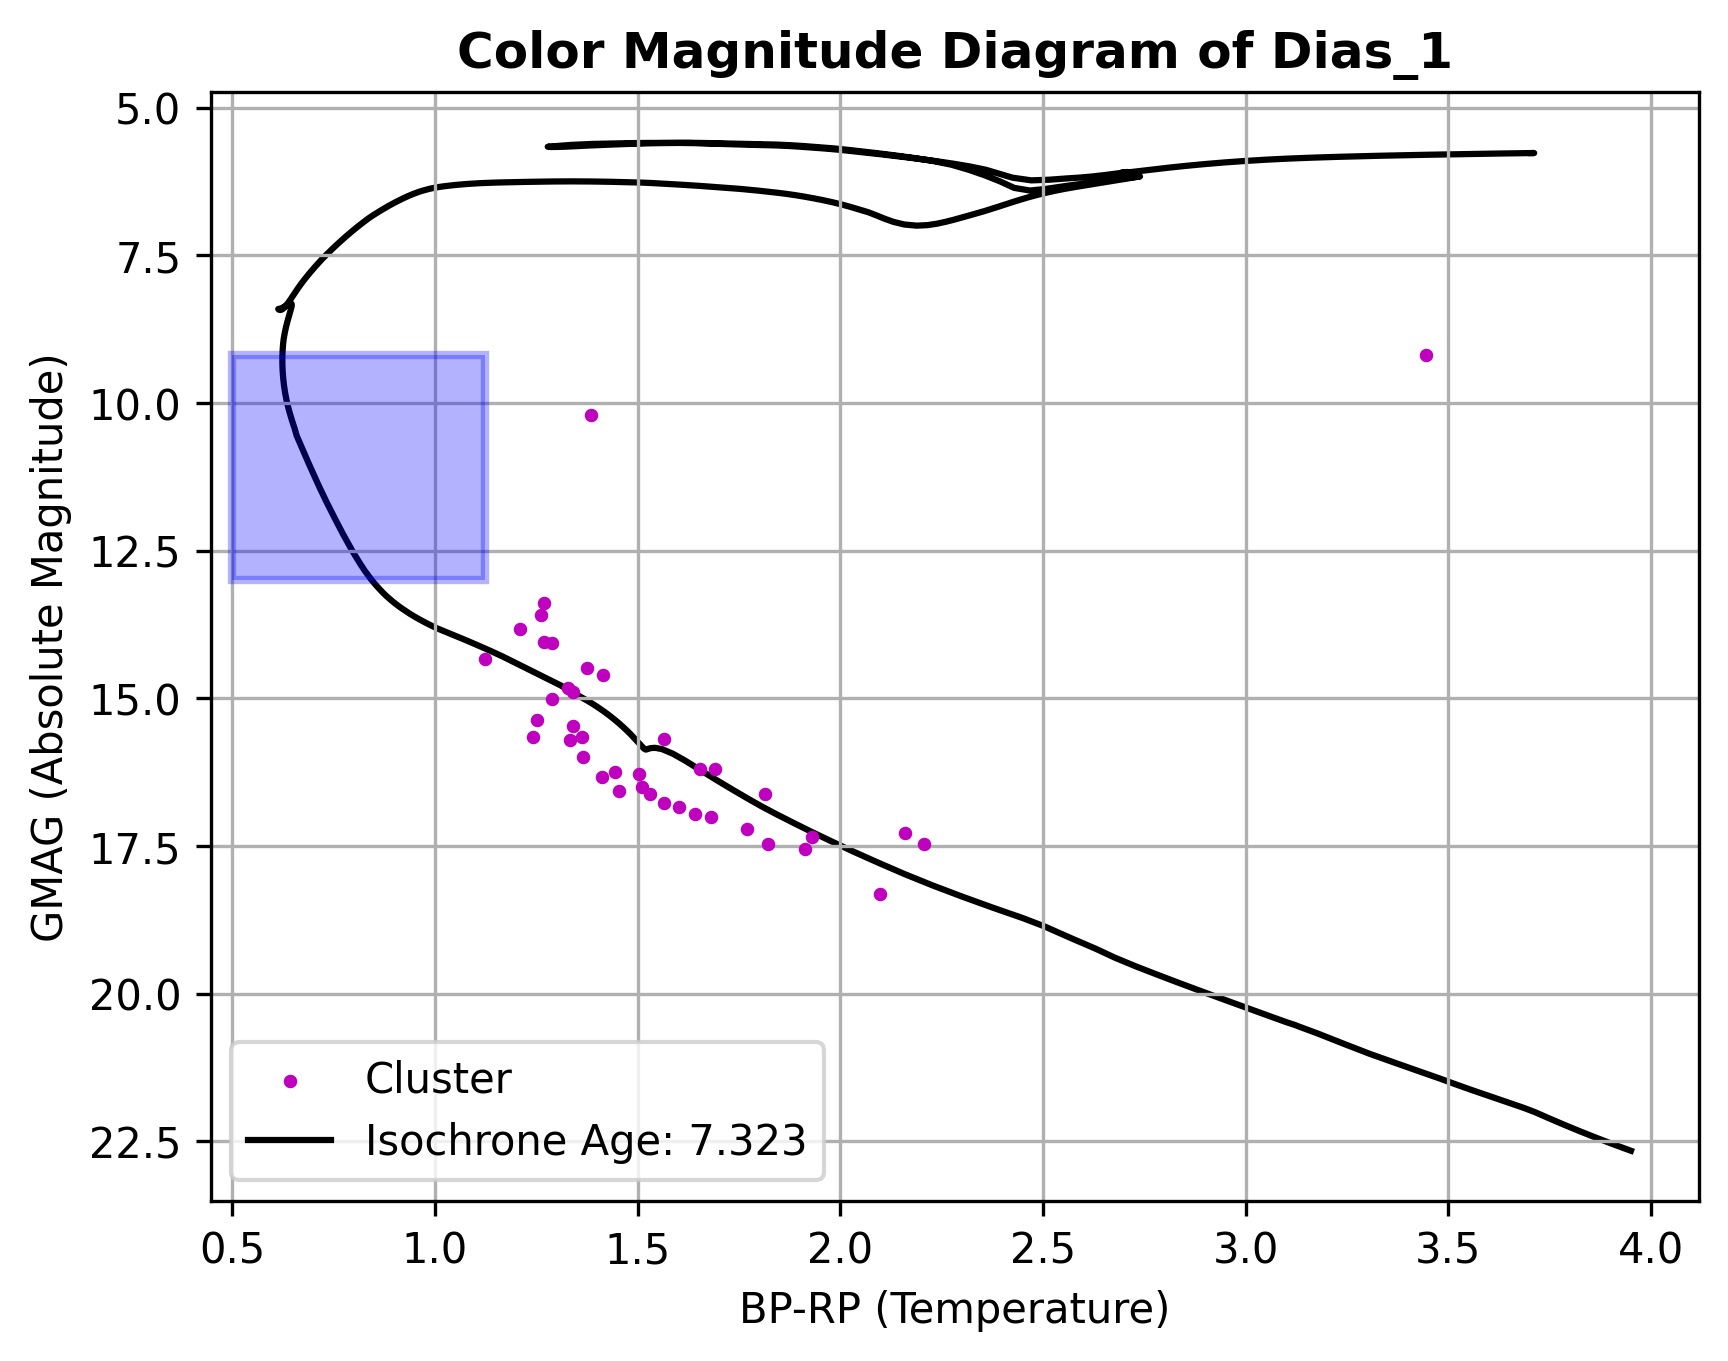 Color Magnitude Diagram of Dias_1
GMAG (Absolute Magnitude)
5.0
7.5
10.0
12.5
15.0
17.5
20.0
22.5
Cluster
Isochrone Age: 7.323
0.5 1.0 1.5 2.0 2.5 3.0 3.5 4.0
BP-RP (Temperature)